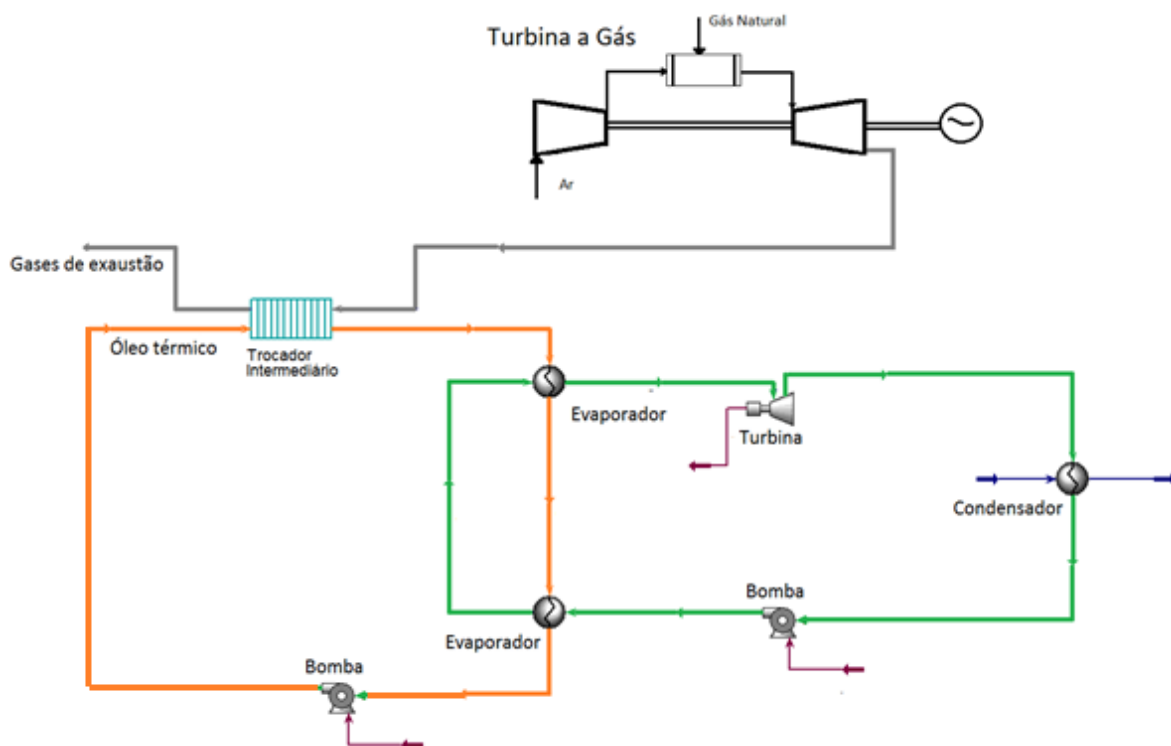 Gás Natural
Turbina a Gás
Ar
Gases de exaustão
Óleo térmico
Trocador
Intermediário
Evaporador
Turbina
Condensador
Bomba
Evaporador
Bomba